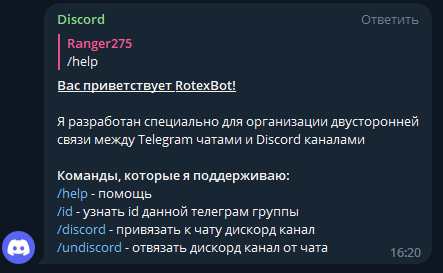 Discord Ответить
Ranger275
/help
Вас приветствует RotexBot!
Я разработан специально для организации двусторонней
связи между Telegram чатами и Discord каналами
Команды, которые я поддерживаю:
/help - помощь
/id - узнать id данной телеграм группы
/discord - привязать к чату дискорд канал
/undiscord - отвязать дискорд канал от чата
16:20